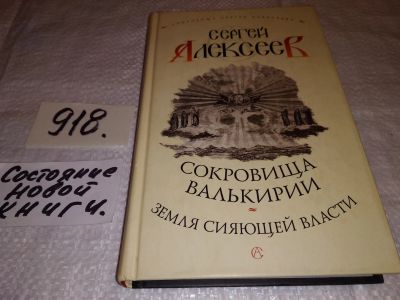 СЕРГЕЙ
АЛЕКСЕЕВ
СОКРОВИЩА
ВАЛЬКИРИИ
ЗЕМЛЯ СИЯЮЩЕЙ ВЛАСТИ
918.
Состояние
новой
книги.